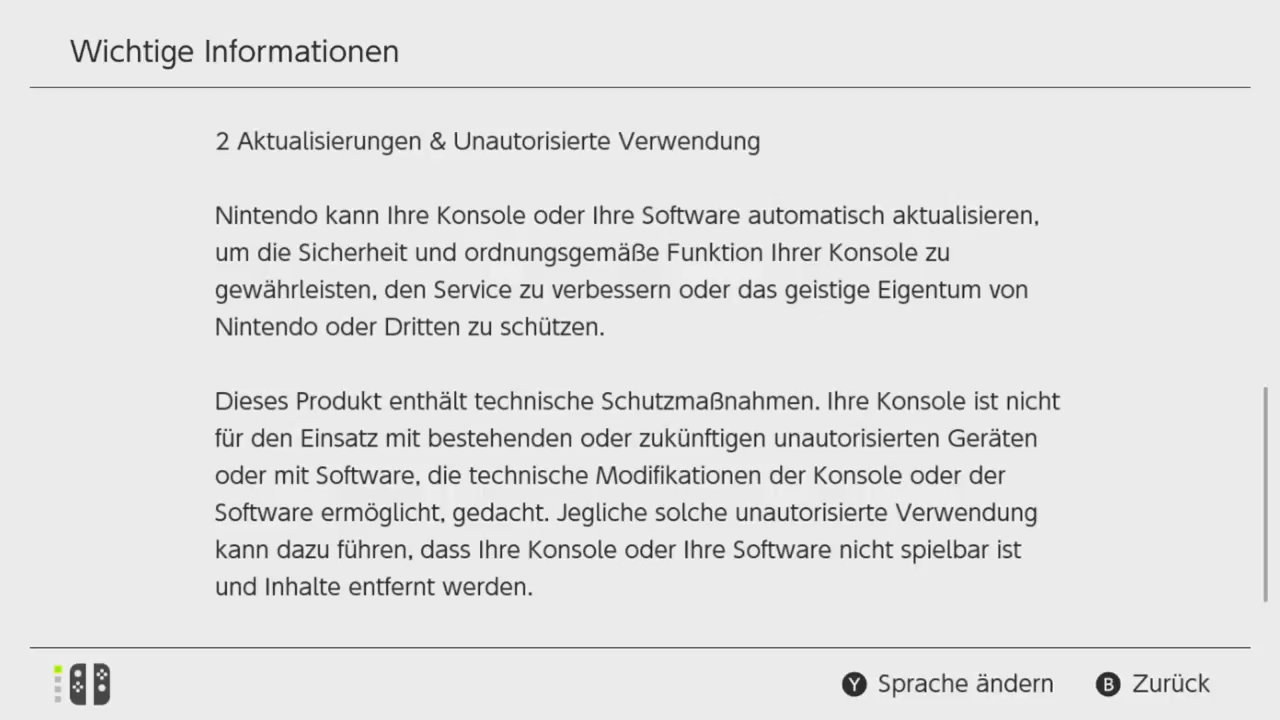 Wichtige Informationen
2 Aktualisierungen & Unautorisierte Verwendung
Nintendo kann Ihre Konsole oder Ihre Software automatisch aktualisieren,
um die Sicherheit und ordnungsgemäße Funktion Ihrer Konsole zu
gewährleisten, den Service zu verbessern oder das geistige Eigentum von
Nintendo oder Dritten zu schützen.
Dieses Produkt enthält technische Schutzmaßnahmen. Ihre Konsole ist nicht
für den Einsatz mit bestehenden oder zukünftigen unautorisierten Geräten
oder mit Software, die technische Modifikationen der Konsole oder der
Software ermöglicht, gedacht. Jegliche solche unautorisierte Verwendung
kann dazu führen, dass Ihre Konsole oder Ihre Software nicht spielbar ist
und Inhalte entfernt werden.
Y Sprache ändern B Zurück